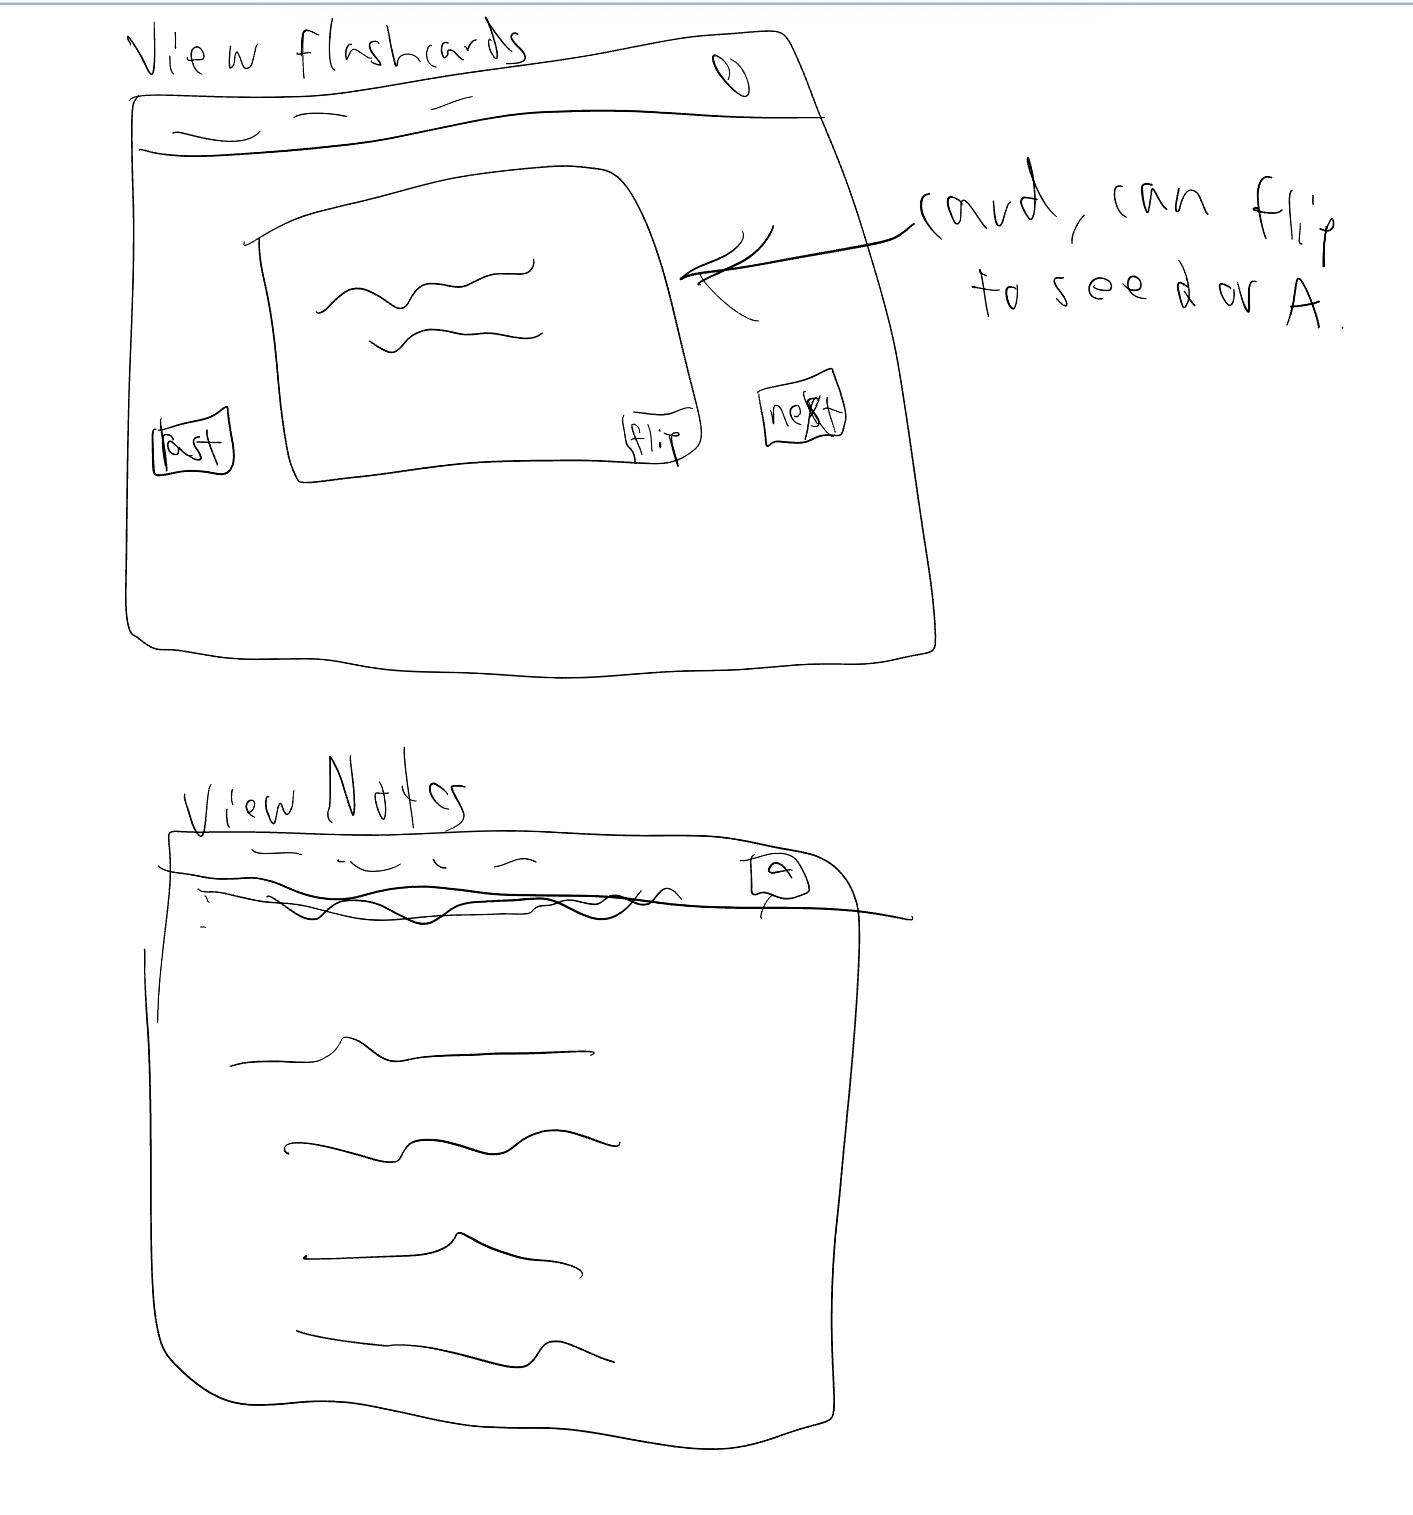 View flashcards
card, can flip
to see Q or A.
last
flip
next
View Notes